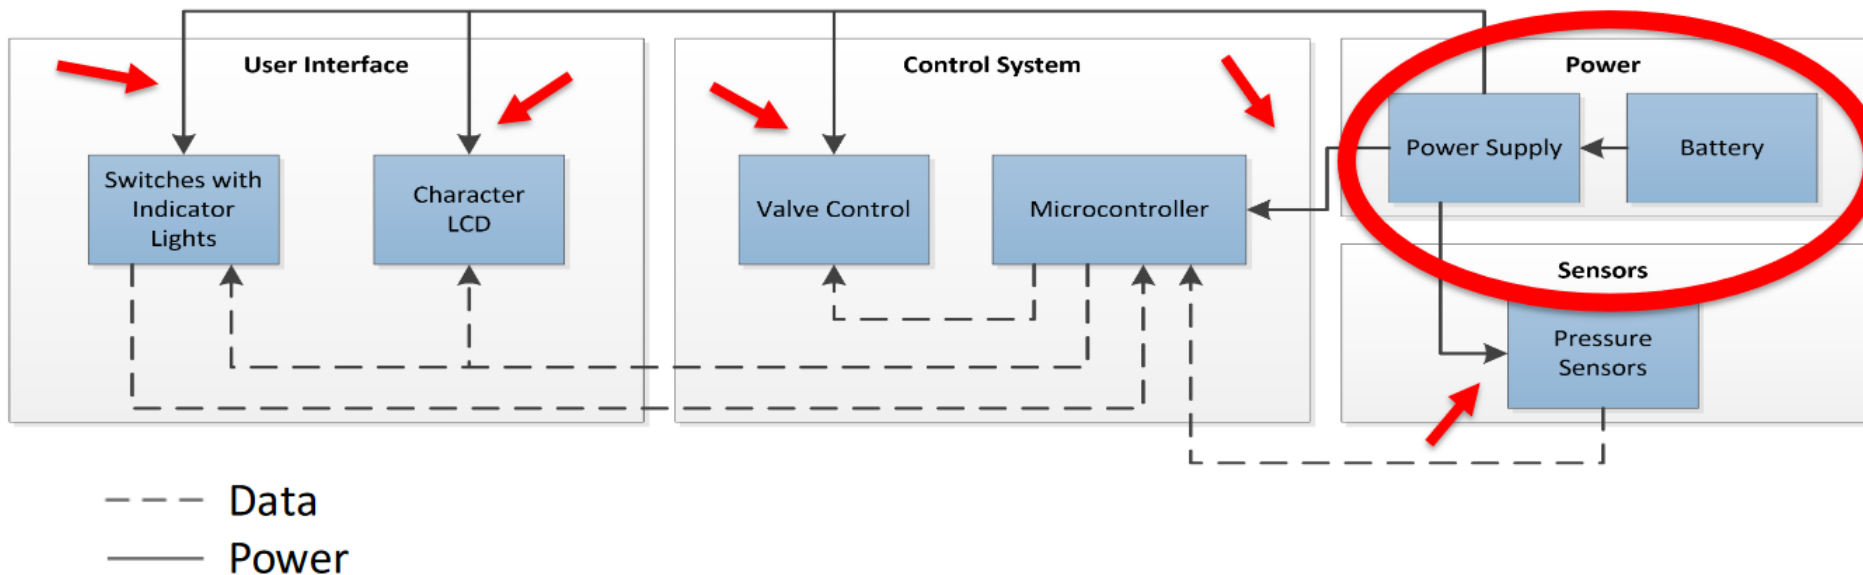 User Interface
Switches with
Indicator
Lights
Character
LCD
Control System
Valve Control
Microcontroller
Power
Power Supply
Battery
Sensors
Pressure
Sensors
Data
Power